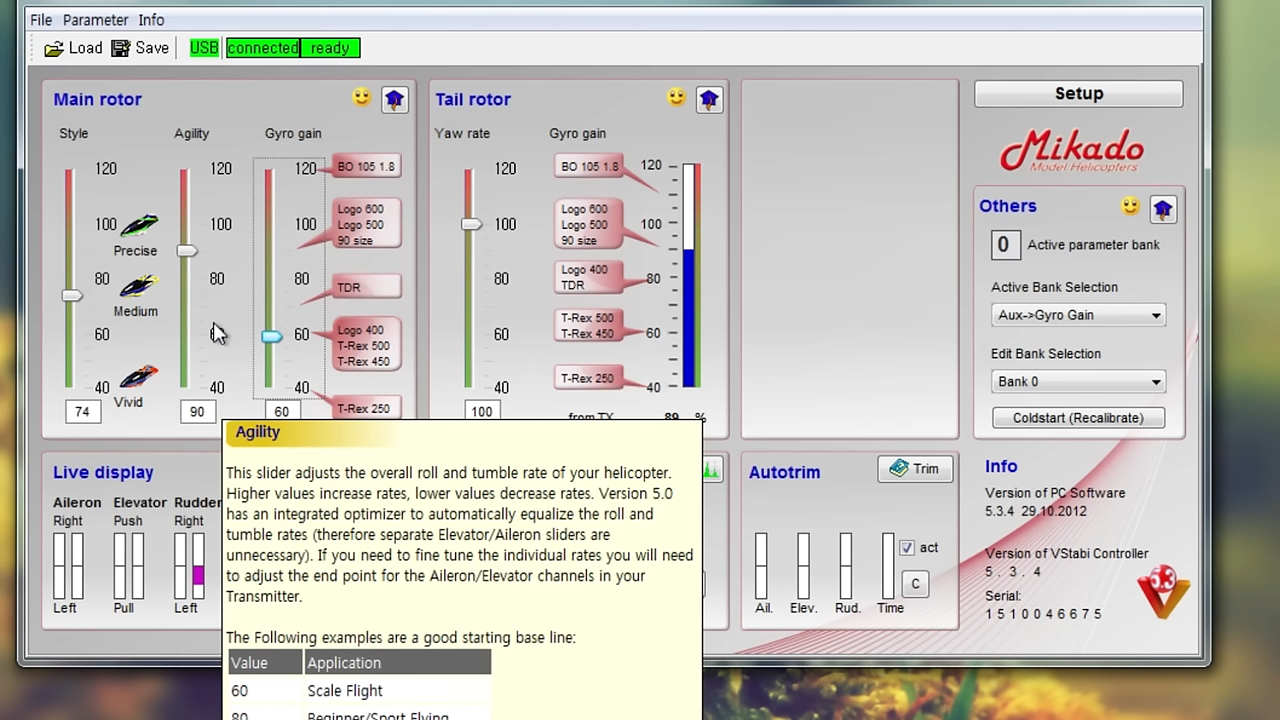 File Parameter Info
Load Save USB connected ready
Main rotor
Style Agility Gyro gain
120 120 120
100 100 100
80 80 80
60 60
40 40 40
Precise
Medium
Vivid
BO 105 1.8
Logo 600
Logo 500
90 size
TDR
Logo 400
T-Rex 500
T-Rex 450
T-Rex 250
74 90 60
Tail rotor
Yaw rate Gyro gain
120
100
80
60
40
BO 105 1.8
Logo 600
Logo 500
90 size
Logo 400
TDR
T-Rex 500
T-Rex 450
T-Rex 250
120
100
80
60
40
100 from TX 89 %
Setup
Mikado
Model Helicopters
Others
0 Active parameter bank
Active Bank Selection
Aux->Gyro Gain
Edit Bank Selection
Bank 0
Coldstart (Recalibrate)
Live display
Aileron Elevator Rudder
Right Push Right
Left Pull Left
Agility
This slider adjusts the overall roll and tumble rate of your helicopter.
Higher values increase rates, lower values decrease rates. Version 5.0
has an integrated optimizer to automatically equalize the roll and
tumble rates (therefore separate Elevator/Aileron sliders are
unnecessary). If you need to fine tune the individual rates you will need
to adjust the end point for the Aileron/Elevator channels in your
Transmitter.
The Following examples are a good starting base line:
Value Application
60 Scale Flight
80 Beginner/Sport Flying
Autotrim Trim
act
C
Ail. Elev. Rud. Time
Info
Version of PC Software
5.3.4 29.10.2012
Version of VStabi Controller
5 . 3 . 4
Serial:
1 5 1 0 0 4 6 6 7 5
5.3